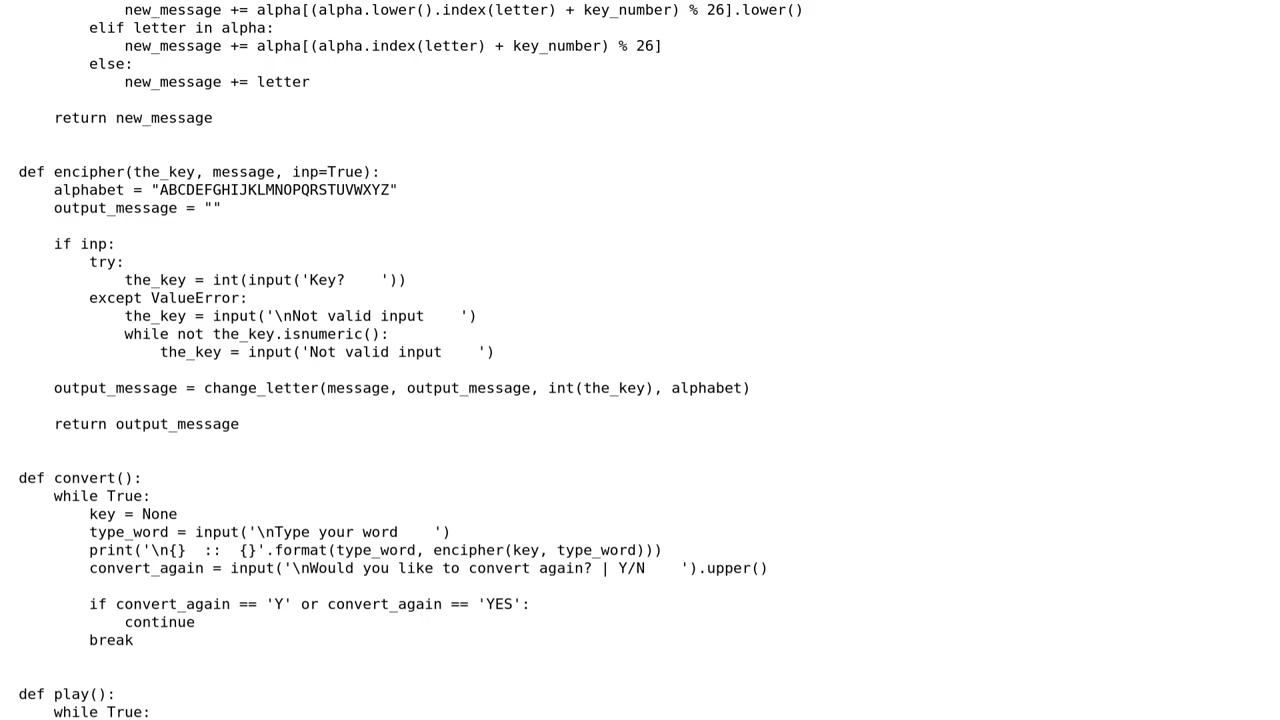 new_message += alpha[(alpha.lower().index(letter) + key_number) % 26].lower()
        elif letter in alpha:
            new_message += alpha[(alpha.index(letter) + key_number) % 26]
        else:
            new_message += letter

    return new_message


def encipher(the_key, message, inp=True):
    alphabet = "ABCDEFGHIJKLMNOPQRSTUVWXYZ"
    output_message = ""

    if inp:
        try:
            the_key = int(input('Key?    '))
        except ValueError:
            the_key = input('\nNot valid input    ')
            while not the_key.isnumeric():
                the_key = input('Not valid input    ')

    output_message = change_letter(message, output_message, int(the_key), alphabet)

    return output_message


def convert():
    while True:
        key = None
        type_word = input('\nType your word    ')
        print('\n{}  ::  {}'.format(type_word, encipher(key, type_word)))
        convert_again = input('\nWould you like to convert again? | Y/N    ').upper()

        if convert_again == 'Y' or convert_again == 'YES':
            continue
        break


def play():
    while True: